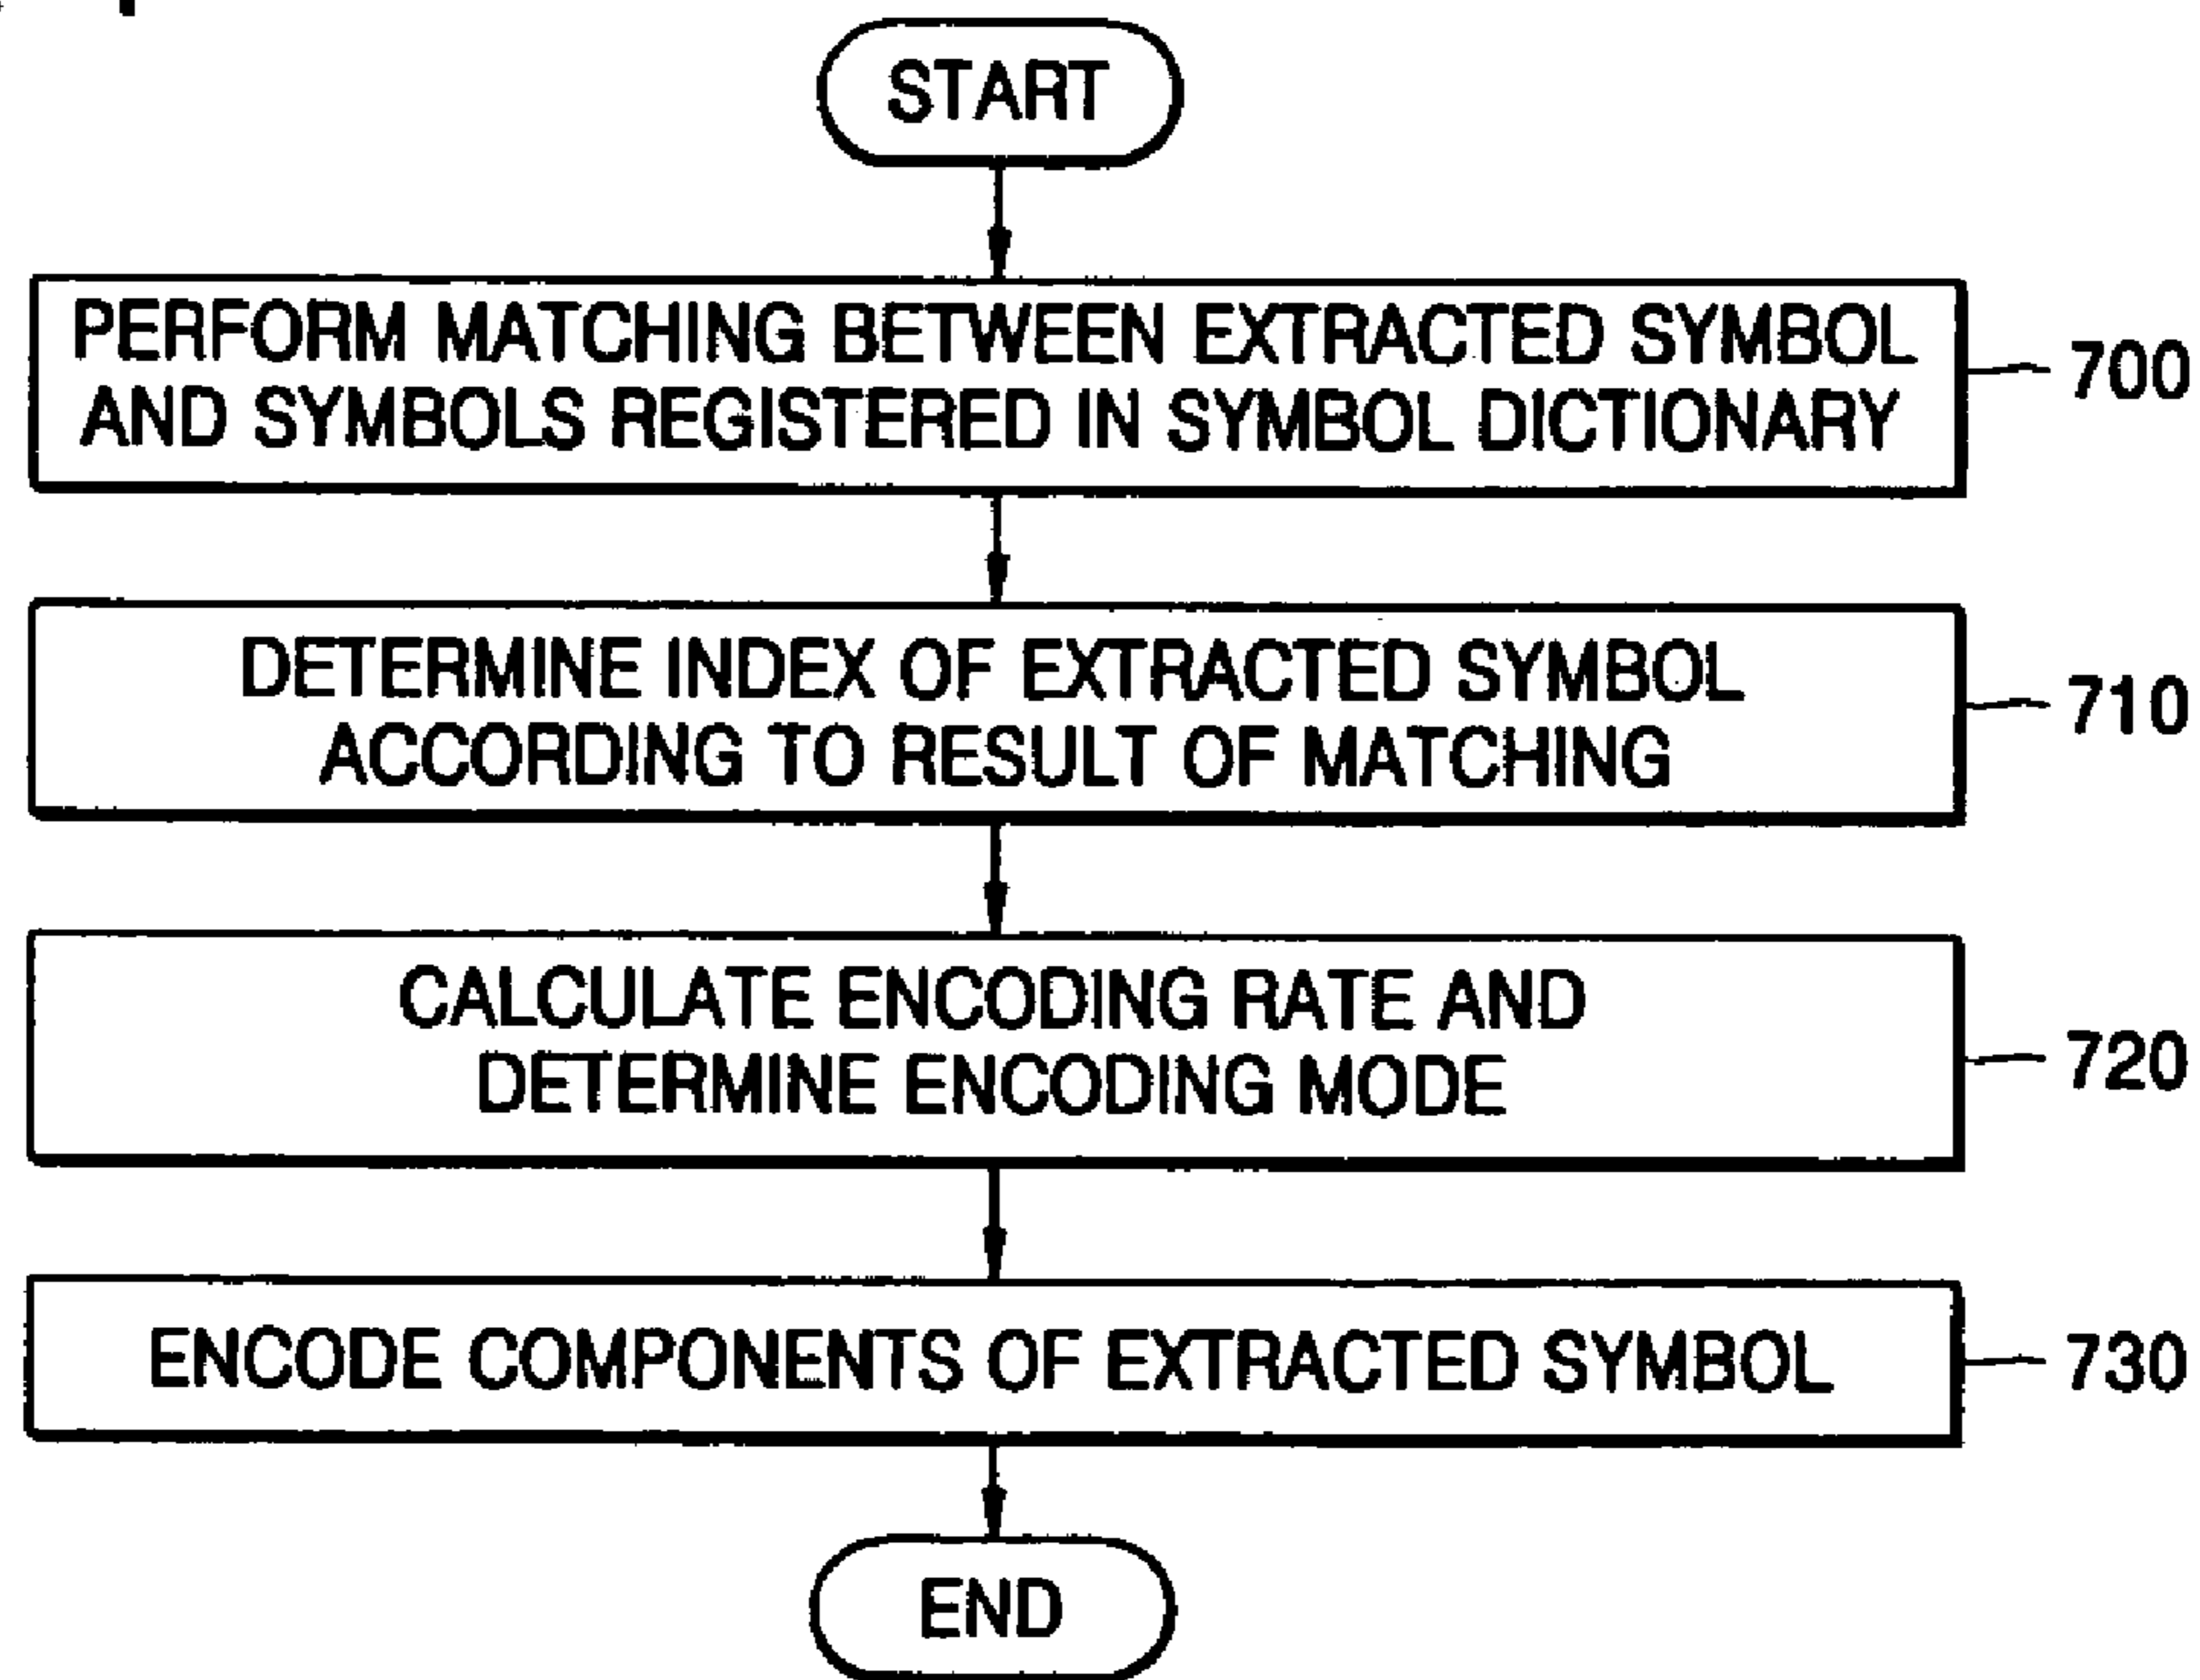 START
PERFORM MATCHING BETWEEN EXTRACTED SYMBOL
AND SYMBOLS REGISTERED IN SYMBOL DICTIONARY
700
DETERMINE INDEX OF EXTRACTED SYMBOL
ACCORDING TO RESULT OF MATCHING
710
CALCULATE ENCODING RATE AND
DETERMINE ENCODING MODE
720
ENCODE COMPONENTS OF EXTRACTED SYMBOL
730
END